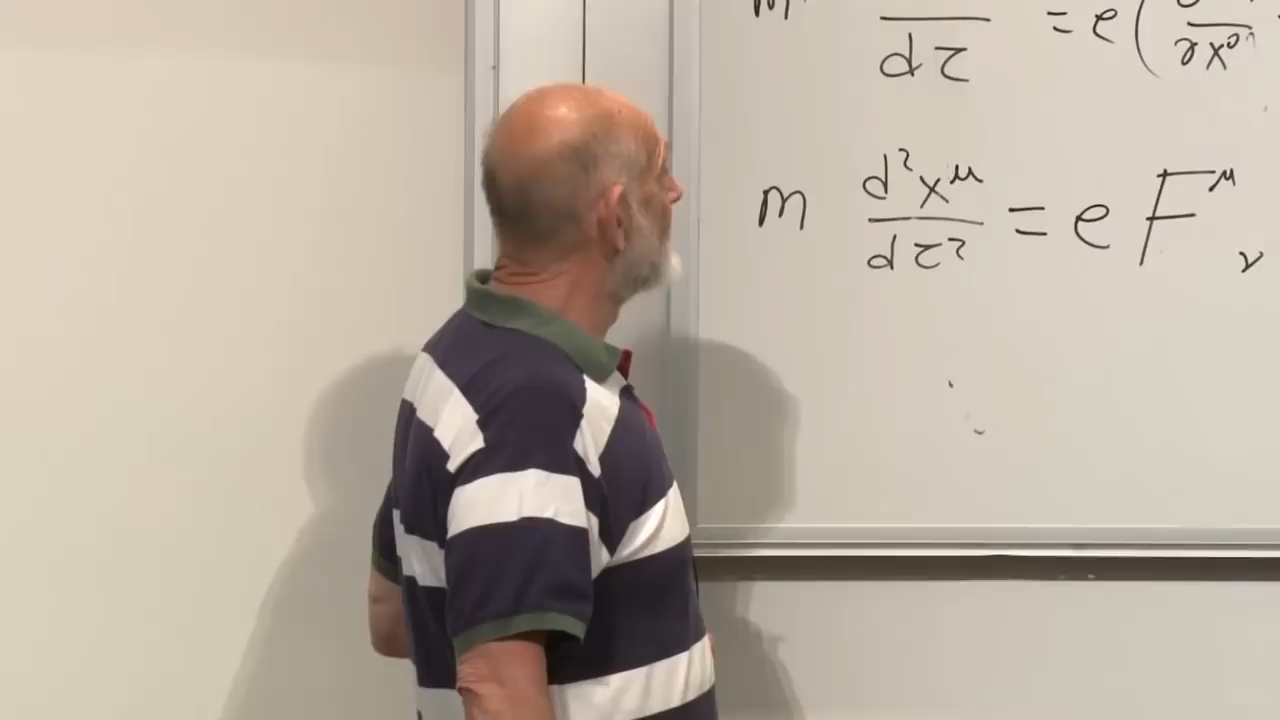 m
dτ = e ( ∂x^ν
m d²x^μ = e F^μ_ν
dτ²